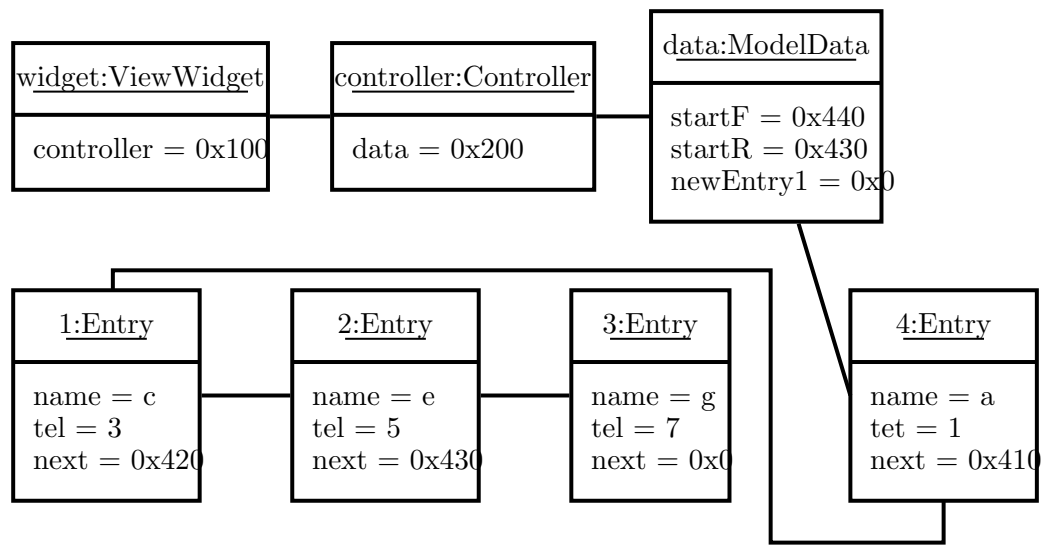 widget:ViewWidget
controller = 0x100
controller:Controller
data = 0x200
data:ModelData
startF = 0x440
startR = 0x430
newEntry1 = 0x0
1:Entry
name = c
tel = 3
next = 0x420
2:Entry
name = e
tel = 5
next = 0x430
3:Entry
name = g
tel = 7
next = 0x0
4:Entry
name = a
tet = 1
next = 0x410